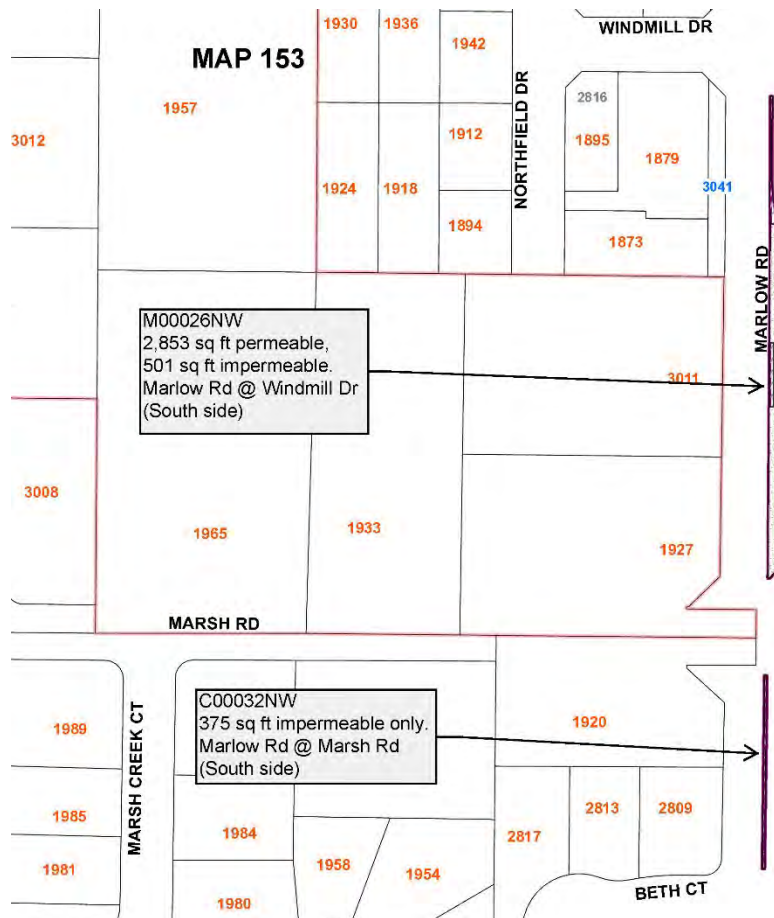 WINDMILL DR
1930
1936
1942
MAP 153
1957
3012
1912
NORTHFIELD DR
2816
1895
1879
3041
1924
1918
1894
1873
MARLOW RD
M00026NW
2,853 sq ft permeable,
501 sq ft impermeable.
Marlow Rd @ Windmill Dr
(South side)
3011
3008
1965
1933
1927
MARSH RD
C00032NW
375 sq ft impermeable only.
Marlow Rd @ Marsh Rd
(South side)
1989
MARSH CREEK CT
1920
1985
1984
2817
2813
2809
1981
1958
1954
1980
BETH CT